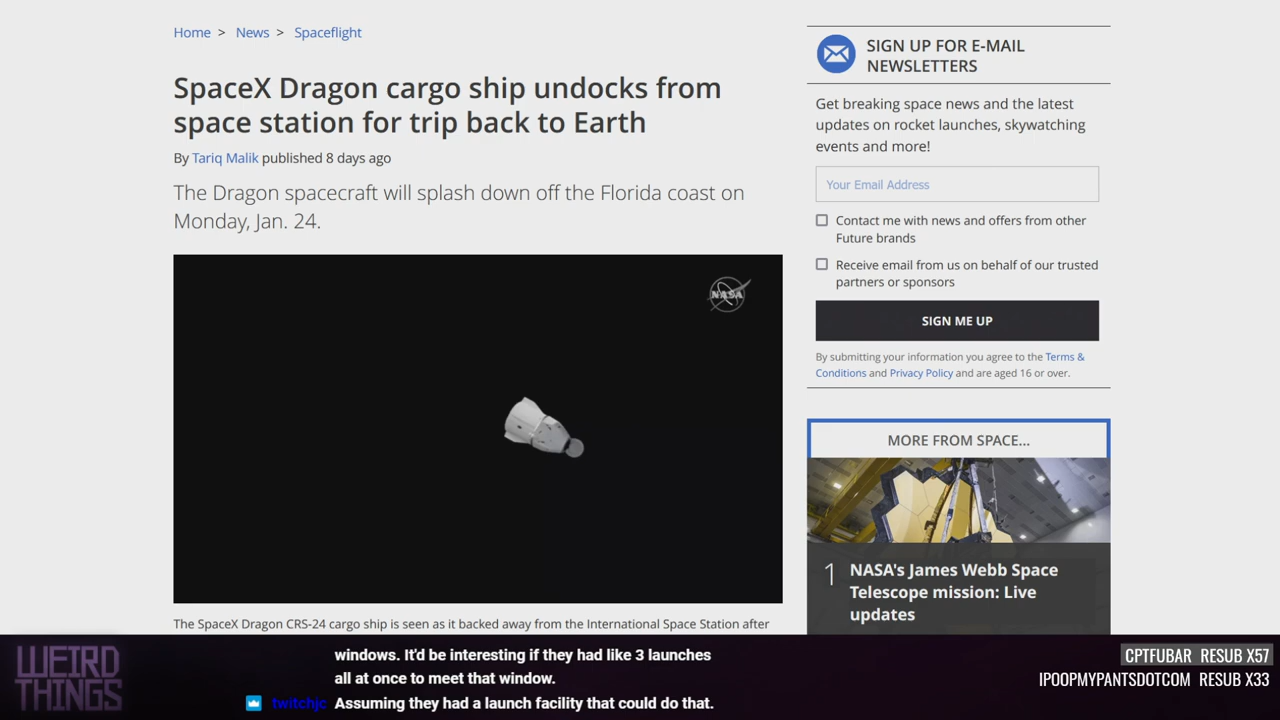 Home > News > Spaceflight
SpaceX Dragon cargo ship undocks from
space station for trip back to Earth
By Tariq Malik published 8 days ago
The Dragon spacecraft will splash down off the Florida coast on
Monday, Jan. 24.
NASA
The SpaceX Dragon CRS-24 cargo ship is seen as it backed away from the International Space Station after
SIGN UP FOR E-MAIL
NEWSLETTERS
Get breaking space news and the latest
updates on rocket launches, skywatching
events and more!
Your Email Address
Contact me with news and offers from other
Future brands
Receive email from us on behalf of our trusted
partners or sponsors
SIGN ME UP
By submitting your information you agree to the Terms &
Conditions and Privacy Policy and are aged 16 or over.
MORE FROM SPACE...
1 NASA's James Webb Space
Telescope mission: Live
updates
WEIRD
THINGS
windows. It'd be interesting if they had like 3 launches
all at once to meet that window.
twitchjc Assuming they had a launch facility that could do that.
CPTFUBAR RESUB X57
IPOOPMYPANTSDOTCOM RESUB X33